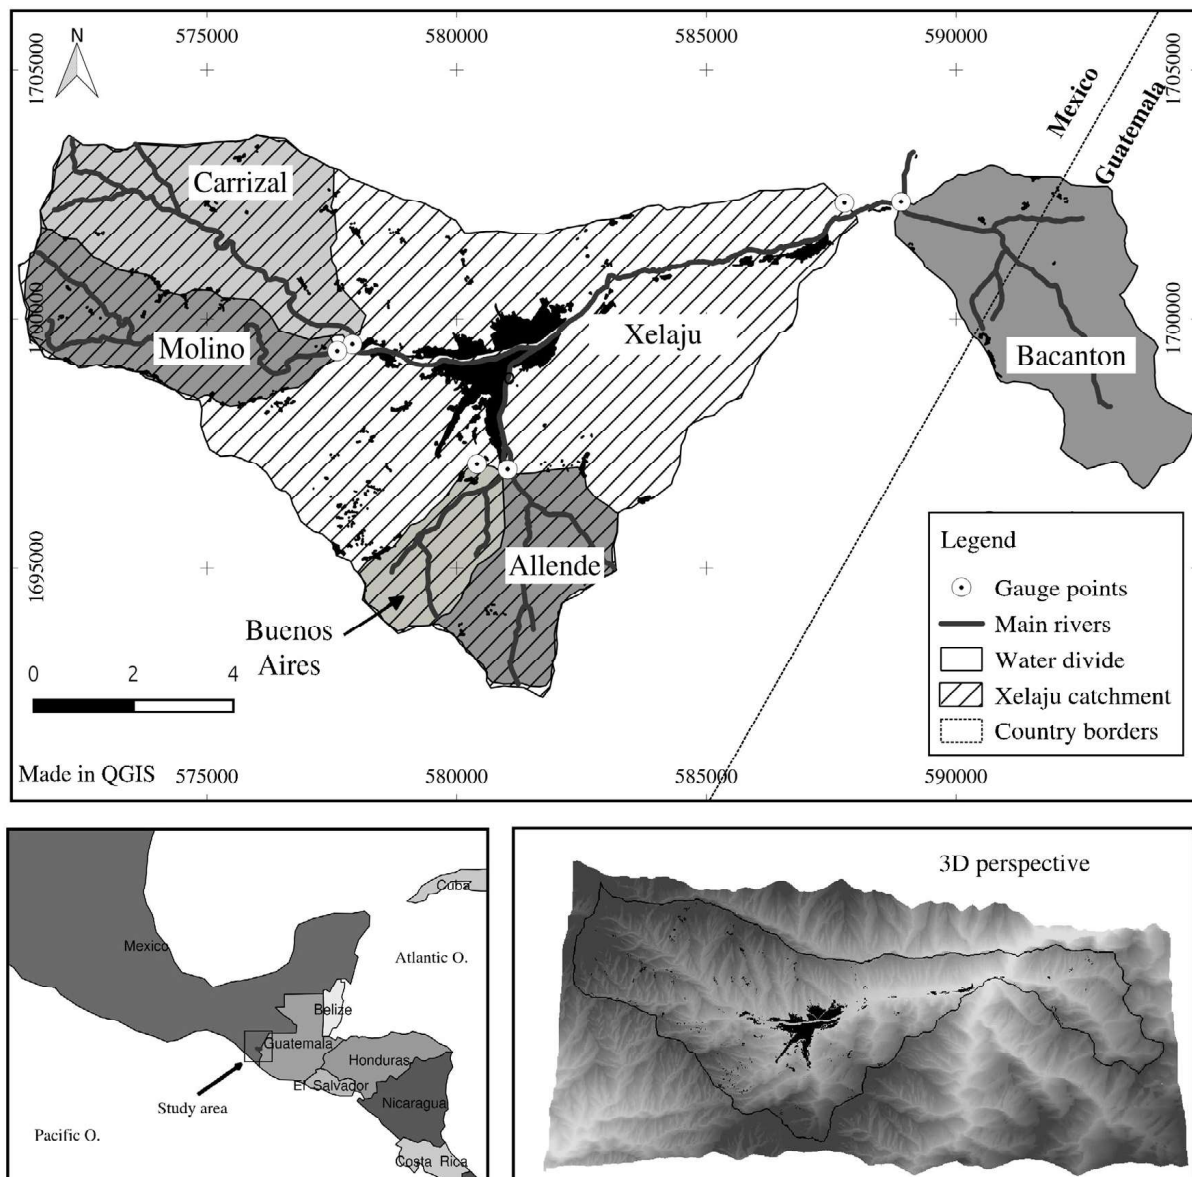 575000 580000 585000 590000
1705000
1705000
N
Mexico
Guatemala
Carrizal
1700000
1700000
Molino
Xelaju
Bacanton
1695000
1695000
Allende
Buenos
Aires
Legend
Gauge points
Main rivers
Water divide
Xelaju catchment
Country borders
0 2 4
Made in QGIS
575000 580000 585000 590000
Cuba
Mexico
Atlantic O.
Belize
Guatemala
Honduras
El Salvador
Nicaragua
Study area
Pacific O.
Costa Rica
3D perspective